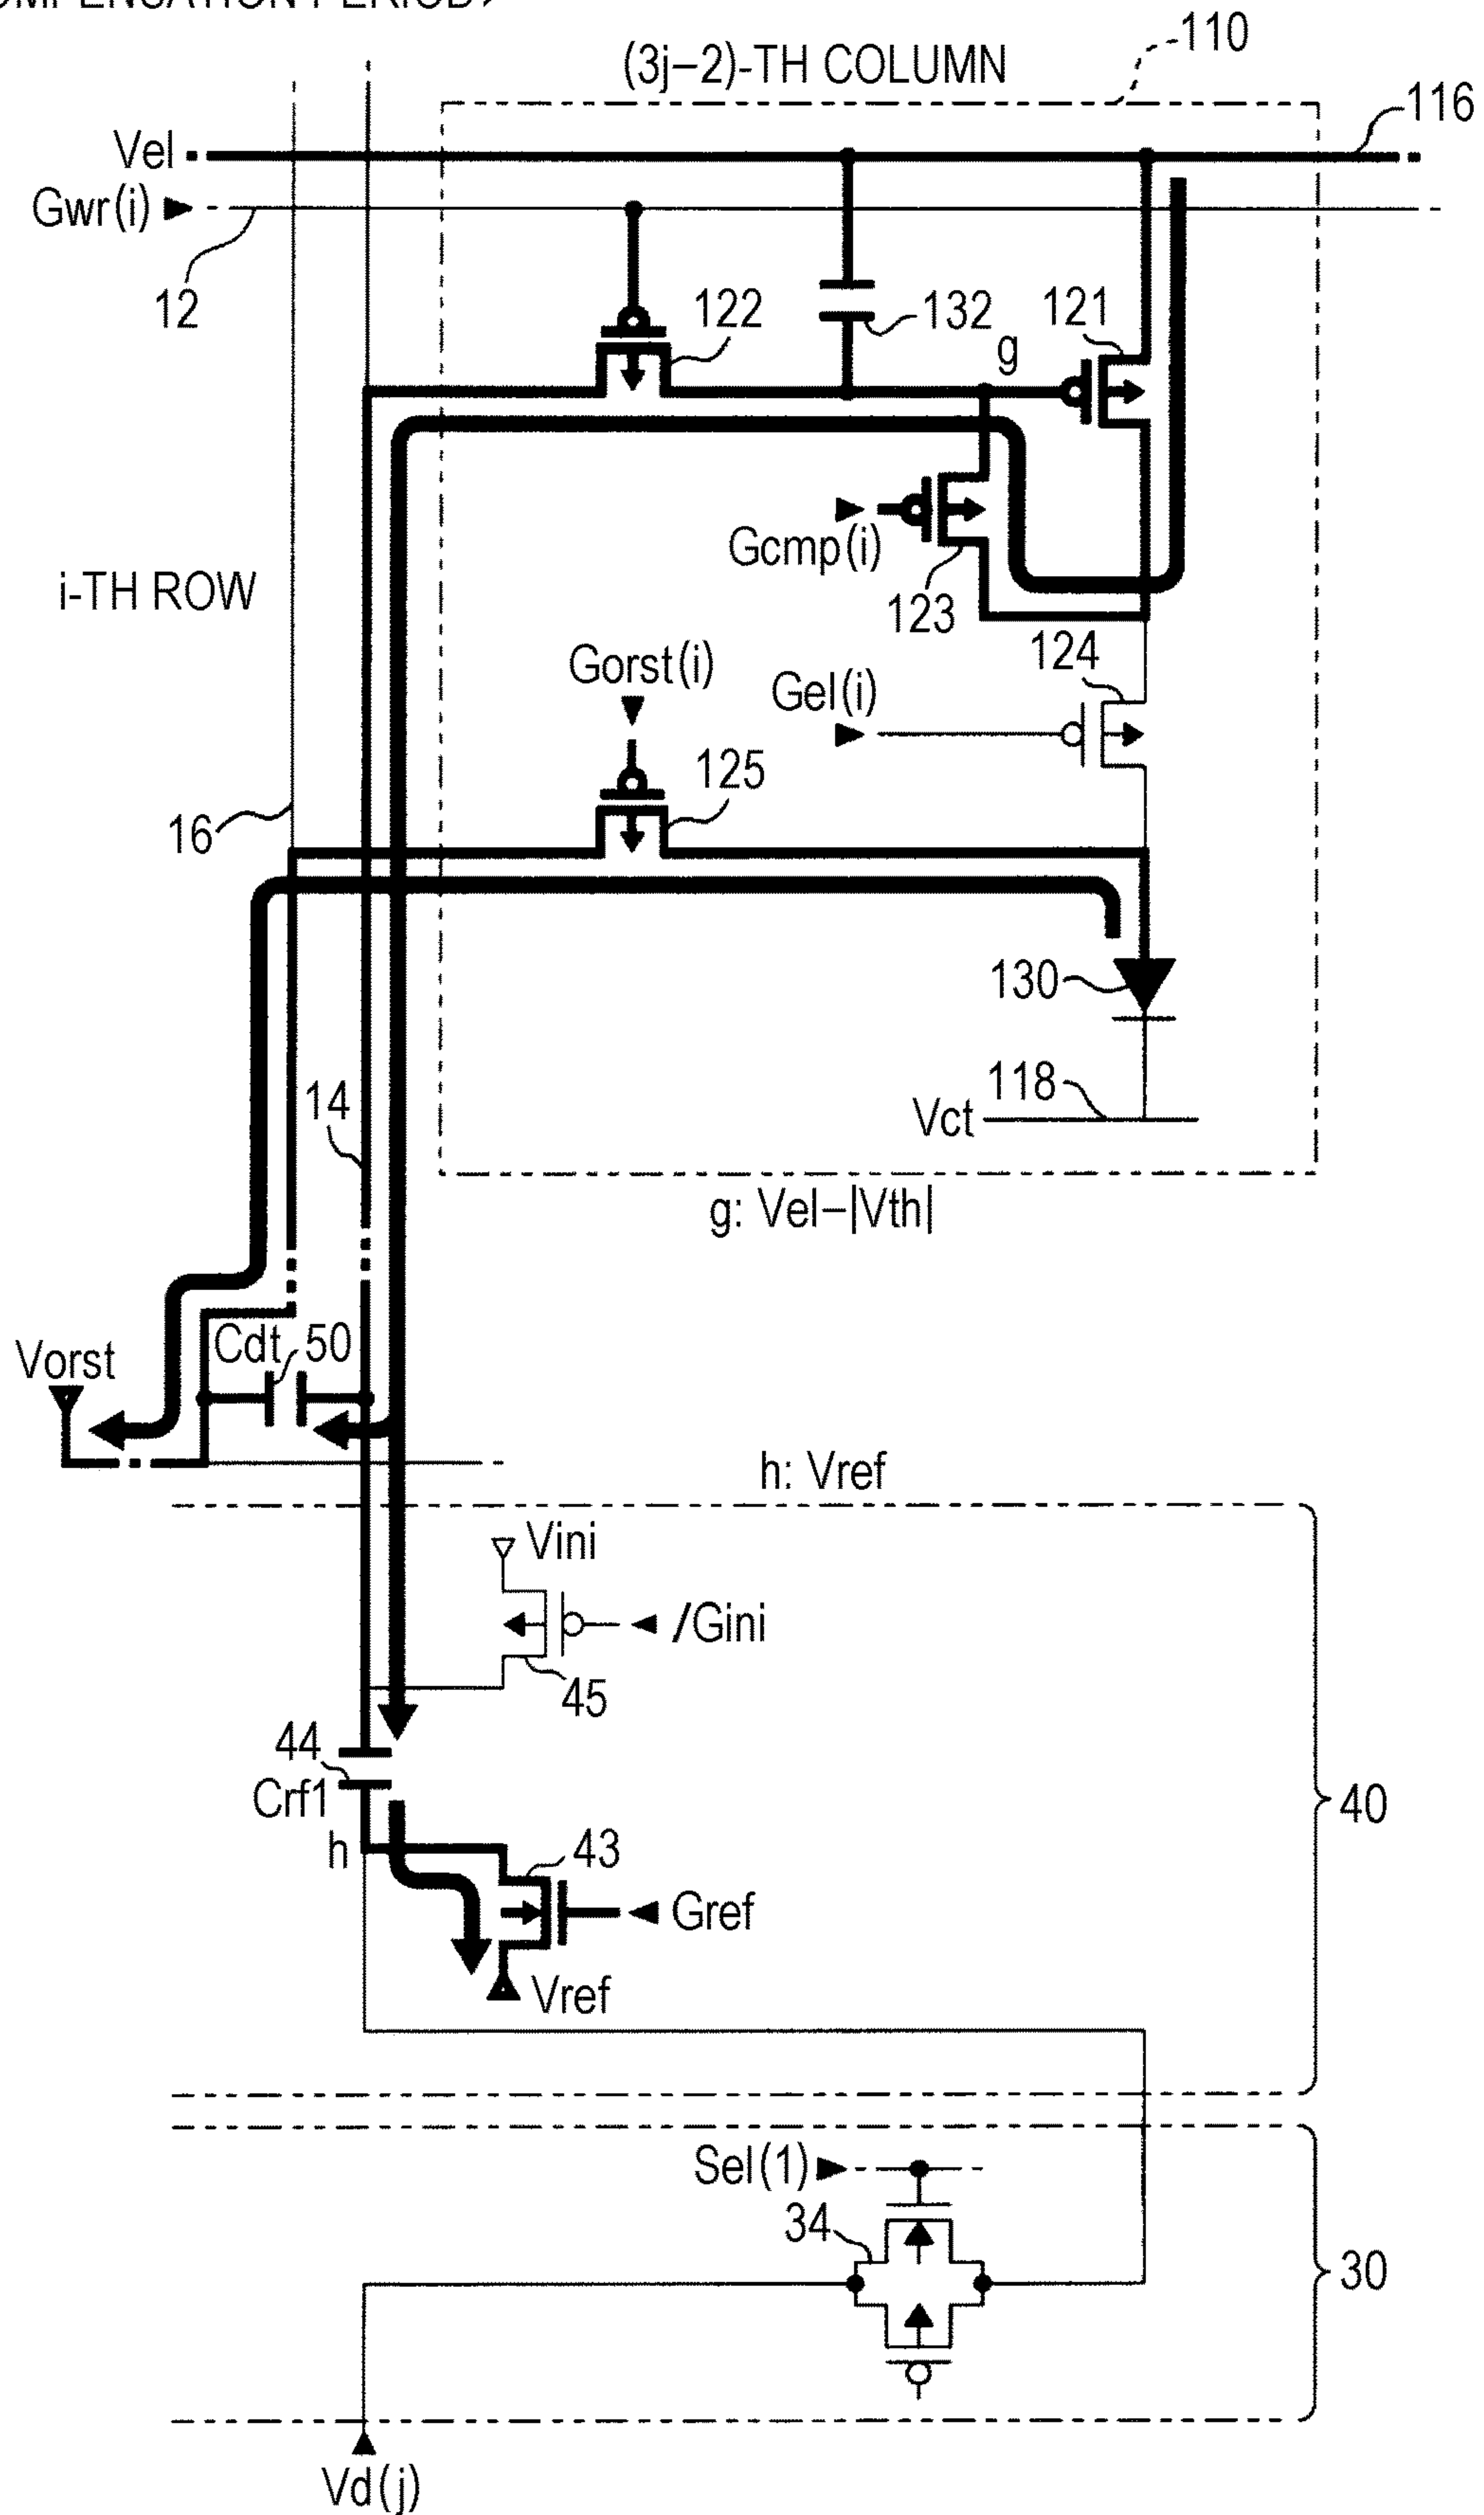 (3j−2)-TH COLUMN
110
116
Vel
Gwr(i)
12
122
132
121
g
Gcmp(i)
123
i-TH ROW
124
Gorst(i)
Gel(i)
125
16
130
14
118
Vct
g: Vel−|Vth|
Cdt
50
Vorst
h: Vref
Vini
/Gini
45
44
Crf1
40
h
43
Gref
Vref
Sel(1)
34
30
Vd(j)